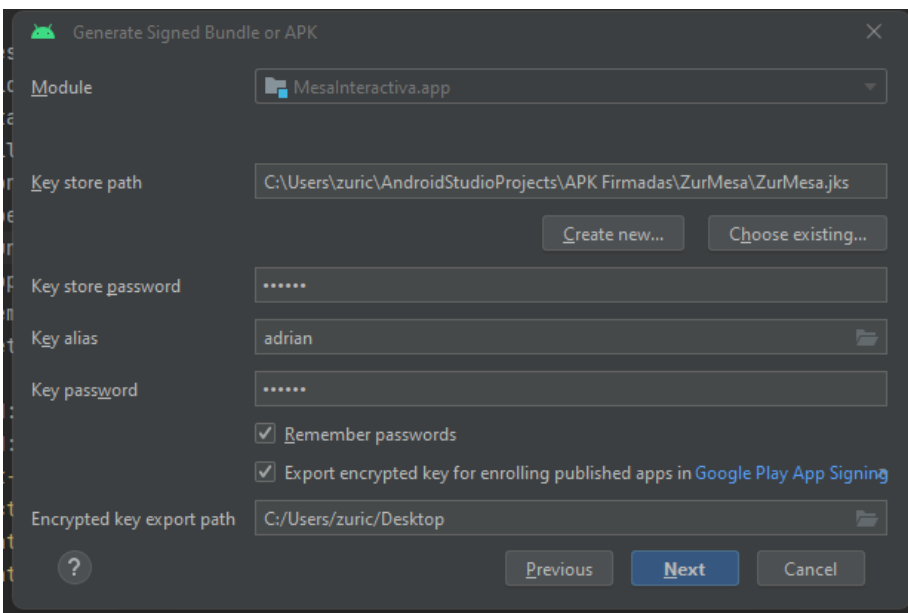 Generate Signed Bundle or APK
Module
MesaInteractiva.app
Key store path
C:\Users\zuric\AndroidStudioProjects\APK Firmadas\ZurMesa\ZurMesa.jks
Create new...
Choose existing...
Key store password
••••••
Key alias
adrian
Key password
••••••
Remember passwords
Export encrypted key for enrolling published apps in Google Play App Signing
Encrypted key export path
C:/Users/zuric/Desktop
?
Previous
Next
Cancel